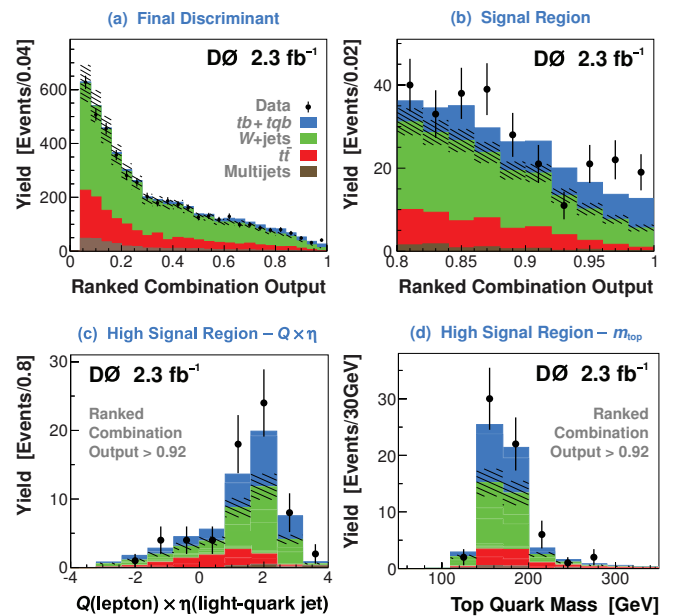 (a) Final Discriminant
DØ 2.3 fb⁻¹
Data
tb + tqb
W+jets
tt̄
Multijets
Yield [Events/0.04]
600
400
200
0
0 0.2 0.4 0.6 0.8 1
Ranked Combination Output
(b) Signal Region
DØ 2.3 fb⁻¹
Yield [Events/0.02]
40
20
0
0.8 0.85 0.9 0.95 1
Ranked Combination Output
(c) High Signal Region – Q × η
DØ 2.3 fb⁻¹
Ranked
Combination
Output > 0.92
Yield [Events/0.8]
30
20
10
0
-4 -2 0 2 4
Q(lepton) × η(light-quark jet)
(d) High Signal Region – mtop
DØ 2.3 fb⁻¹
Ranked
Combination
Output > 0.92
Yield [Events/30GeV]
30
20
10
0
100 200 300
Top Quark Mass [GeV]